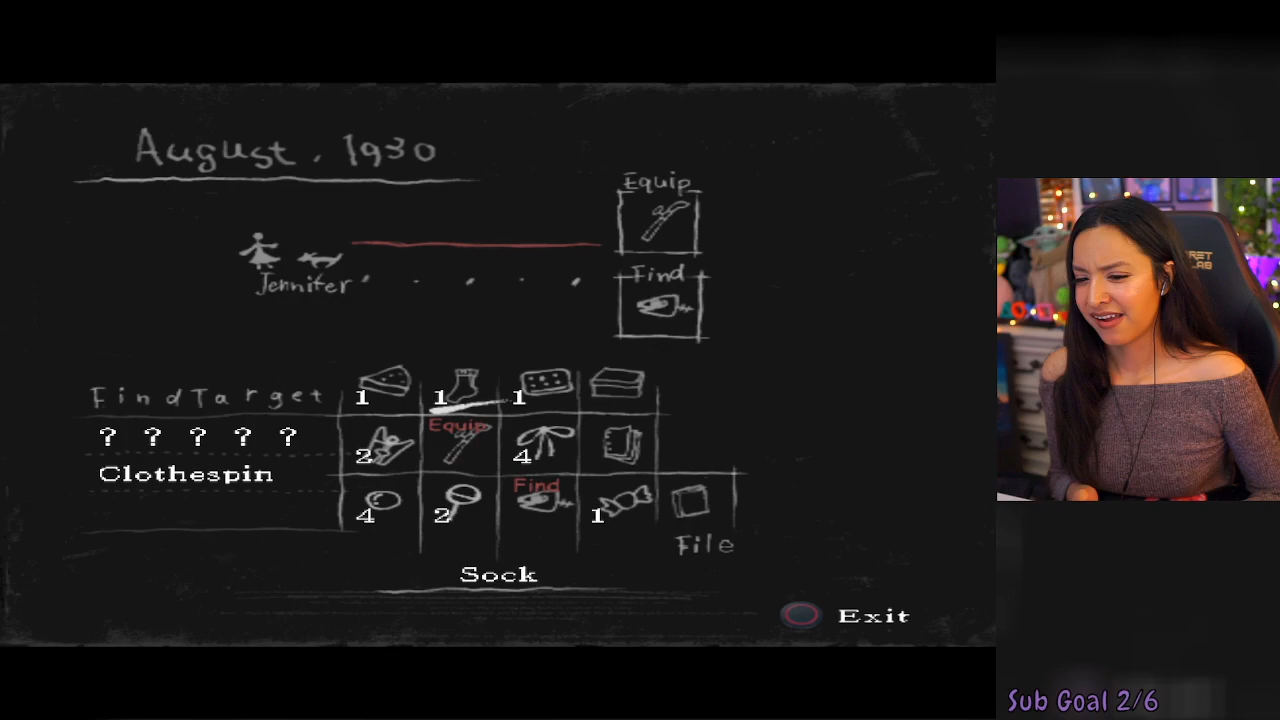 August, 1930
Equip
Jennifer
Find
FindTarget
1
1
1
? ? ? ? ?
2
Equip
4
Clothespin
4
2
Find
1
File
Sock
Exit
Sub Goal 2/6